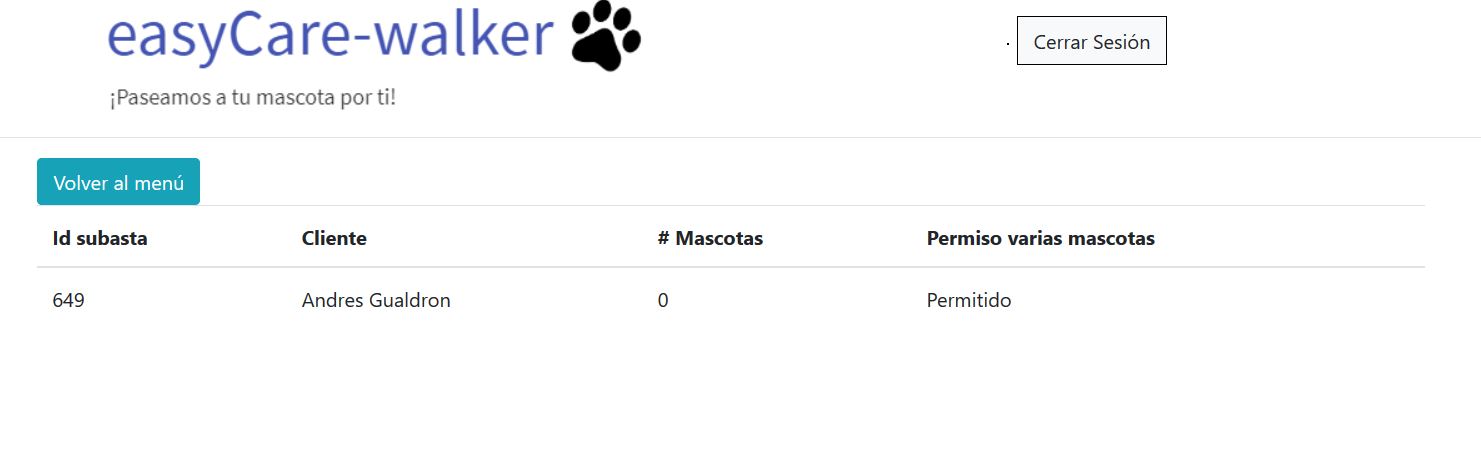 easyCare-walker
Cerrar Sesión
¡Paseamos a tu mascota por ti!
Volver al menú
Id subasta Cliente # Mascotas Permiso varias mascotas
649 Andres Gualdron 0 Permitido